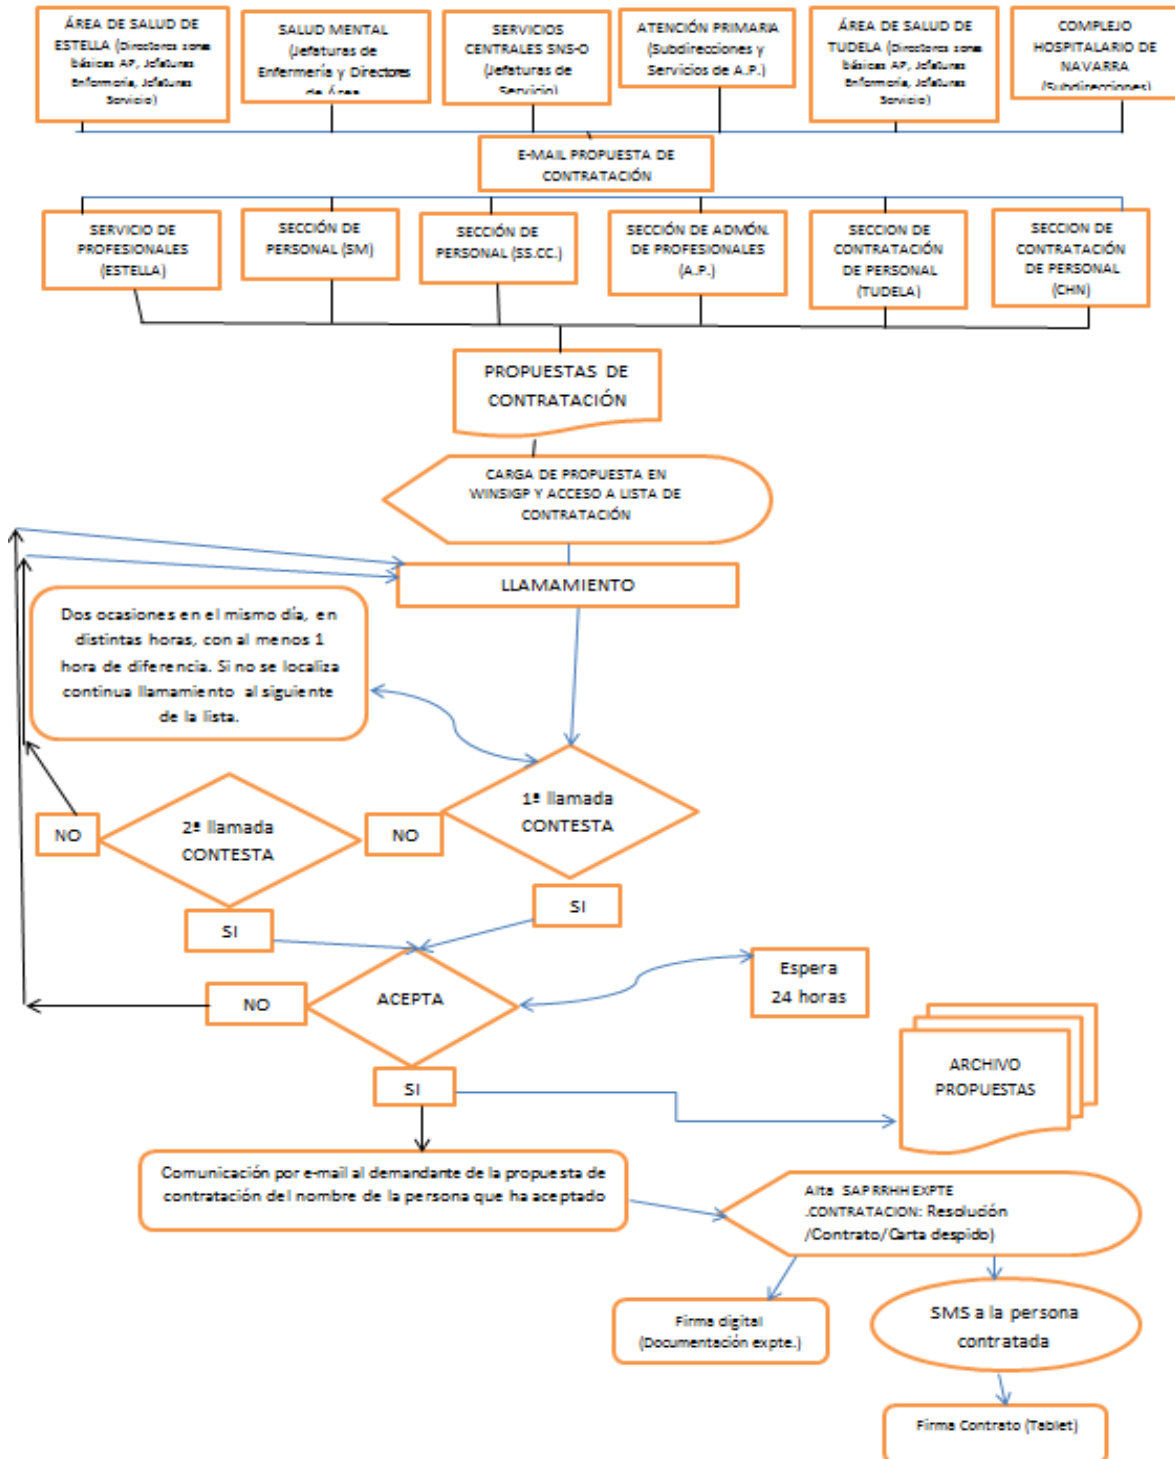 ÁREA DE SALUD DE
ESTELLA (Directores zonas
básicas AP, Jefaturas
Enfermería, Jefaturas
Servicio)
SALUD MENTAL
(Jefaturas de
Enfermería y Directores
de Área
SERVICIOS
CENTRALES SNS-O
(Jefaturas de
Servicio)
ATENCIÓN PRIMARIA
(Subdirecciones y
Servicios de A.P.)
ÁREA DE SALUD DE
TUDELA (Directores zonas
básicas AP, Jefaturas
Enfermería, Jefaturas
Servicio)
COMPLEJO
HOSPITALARIO DE
NAVARRA
(Subdirecciones)
E-MAIL PROPUESTA DE
CONTRATACIÓN
SERVICIO DE
PROFESIONALES
(ESTELLA)
SECCIÓN DE
PERSONAL (SM)
SECCIÓN DE
PERSONAL (SS.CC.)
SECCIÓN DE ADMÓN.
DE PROFESIONALES
(A.P.)
SECCION DE
CONTRATACIÓN
DE PERSONAL
(TUDELA)
SECCION DE
CONTRATACIÓN
DE PERSONAL
(CHN)
PROPUESTAS DE
CONTRATACIÓN
CARGA DE PROPUESTA EN
WINSIGP Y ACCESO A LISTA DE
CONTRATACIÓN
LLAMAMIENTO
Dos ocasiones en el mismo día, en
distintas horas, con al menos 1
hora de diferencia. Si no se localiza
continua llamamiento al siguiente
de la lista.
1ª llamada
CONTESTA
NO
2ª llamada
CONTESTA
NO
SI
SI
ACEPTA
NO
Espera
24 horas
SI
ARCHIVO
PROPUESTAS
Comunicación por e-mail al demandante de la propuesta de
contratación del nombre de la persona que ha aceptado
Alta SAP RRHH EXPTE
.CONTRATACION: Resolución
/Contrato/Carta despido)
Firma digital
(Documentación expte.)
SMS a la persona
contratada
Firma Contrato (Tablet)